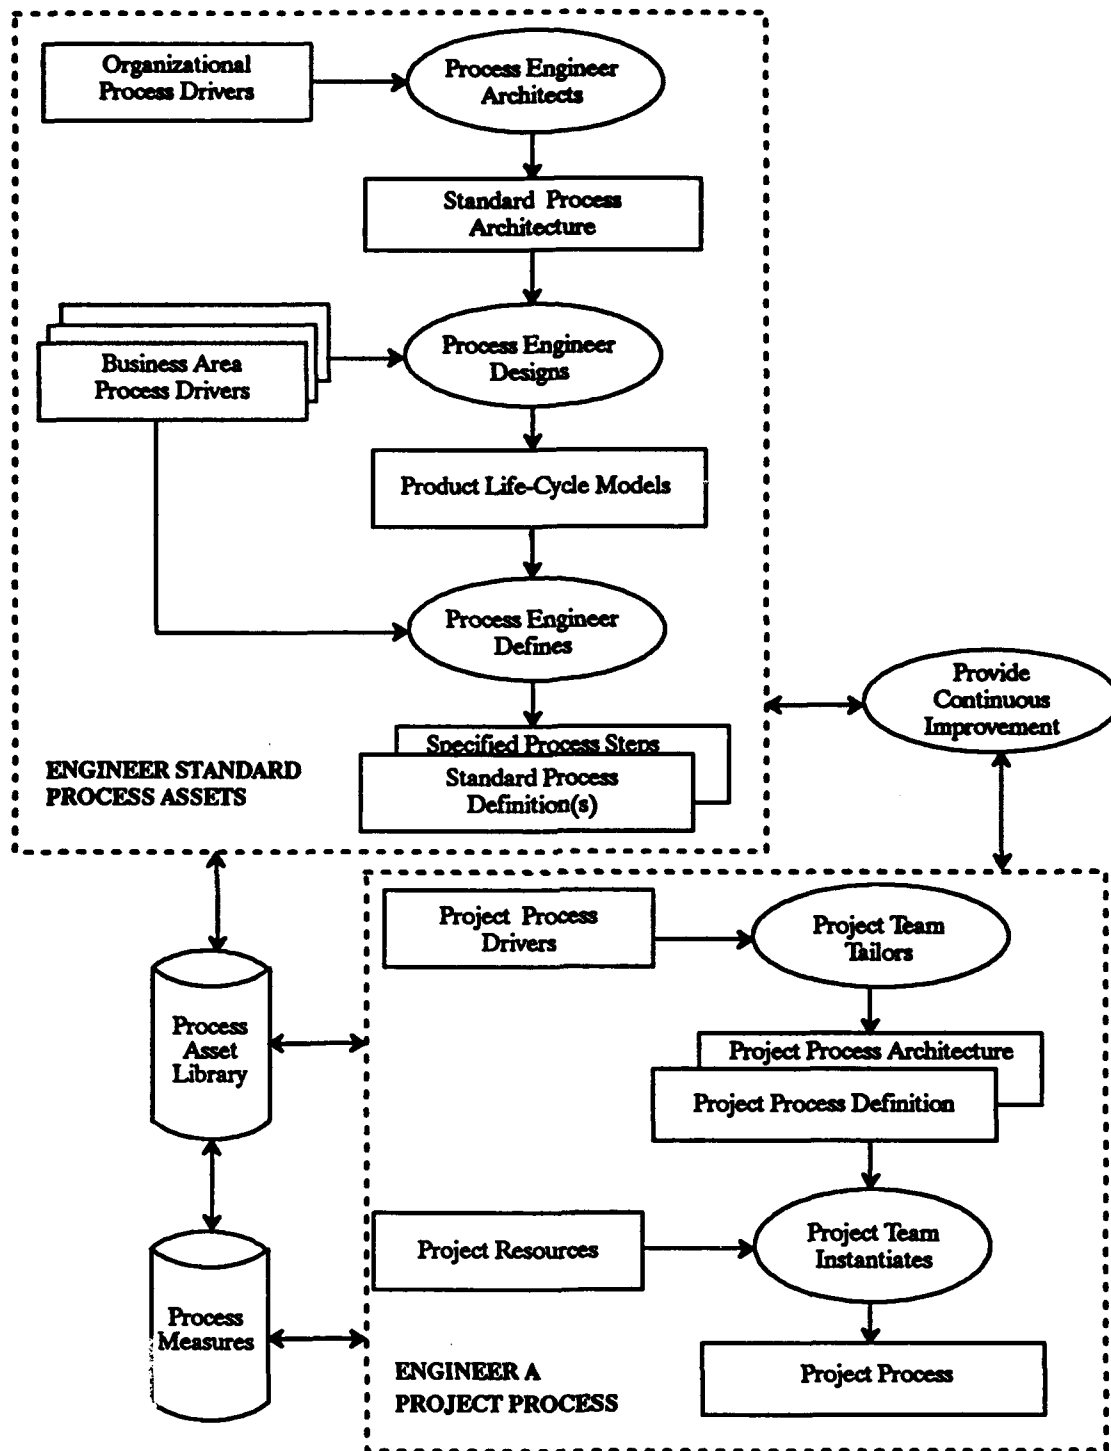 Organizational
Process Drivers
Process Engineer
Architects
Standard Process
Architecture
Business Area
Process Drivers
Process Engineer
Designs
Product Life-Cycle Models
Process Engineer
Defines
Specified Process Steps
Standard Process
Definition(s)
ENGINEER STANDARD
PROCESS ASSETS
Provide
Continuous
Improvement
Project Process
Drivers
Project Team
Tailors
Process
Asset
Library
Project Process Architecture
Project Process Definition
Project Resources
Project Team
Instantiates
Process
Measures
Project Process
ENGINEER A
PROJECT PROCESS